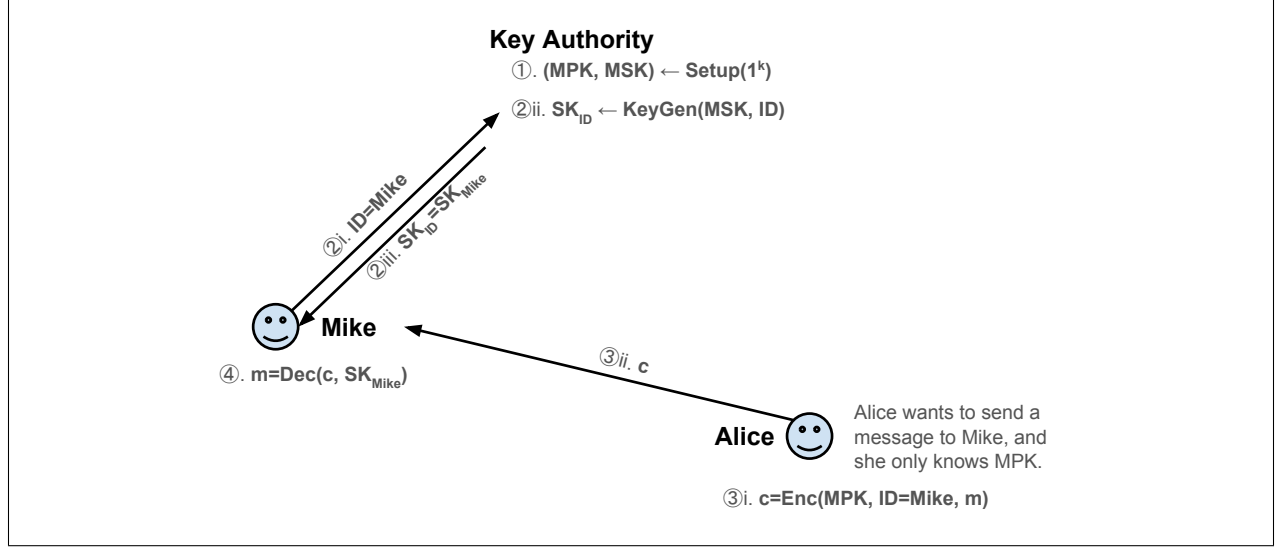 Key Authority
①. (MPK, MSK) ← Setup(1ᵏ)
②ii. SK_ID ← KeyGen(MSK, ID)
②i. ID=Mike
②iii. SK_ID=SK_Mike
Mike
④. m=Dec(c, SK_Mike)
③ii. c
Alice
Alice wants to send a
message to Mike, and
she only knows MPK.
③i. c=Enc(MPK, ID=Mike, m)